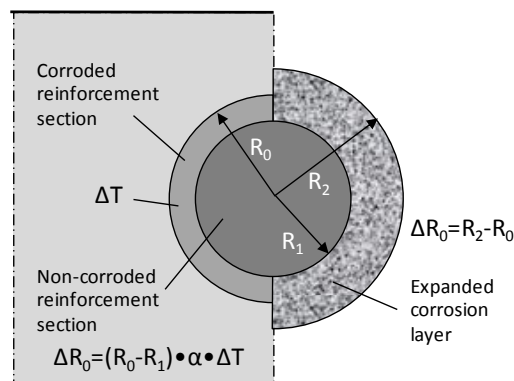 Corroded
reinforcement
section
R₀
R₂
ΔT
R₁
ΔR₀=R₂-R₀
Non-corroded
reinforcement
section
Expanded
corrosion
layer
ΔR₀=(R₀-R₁)•α•ΔT